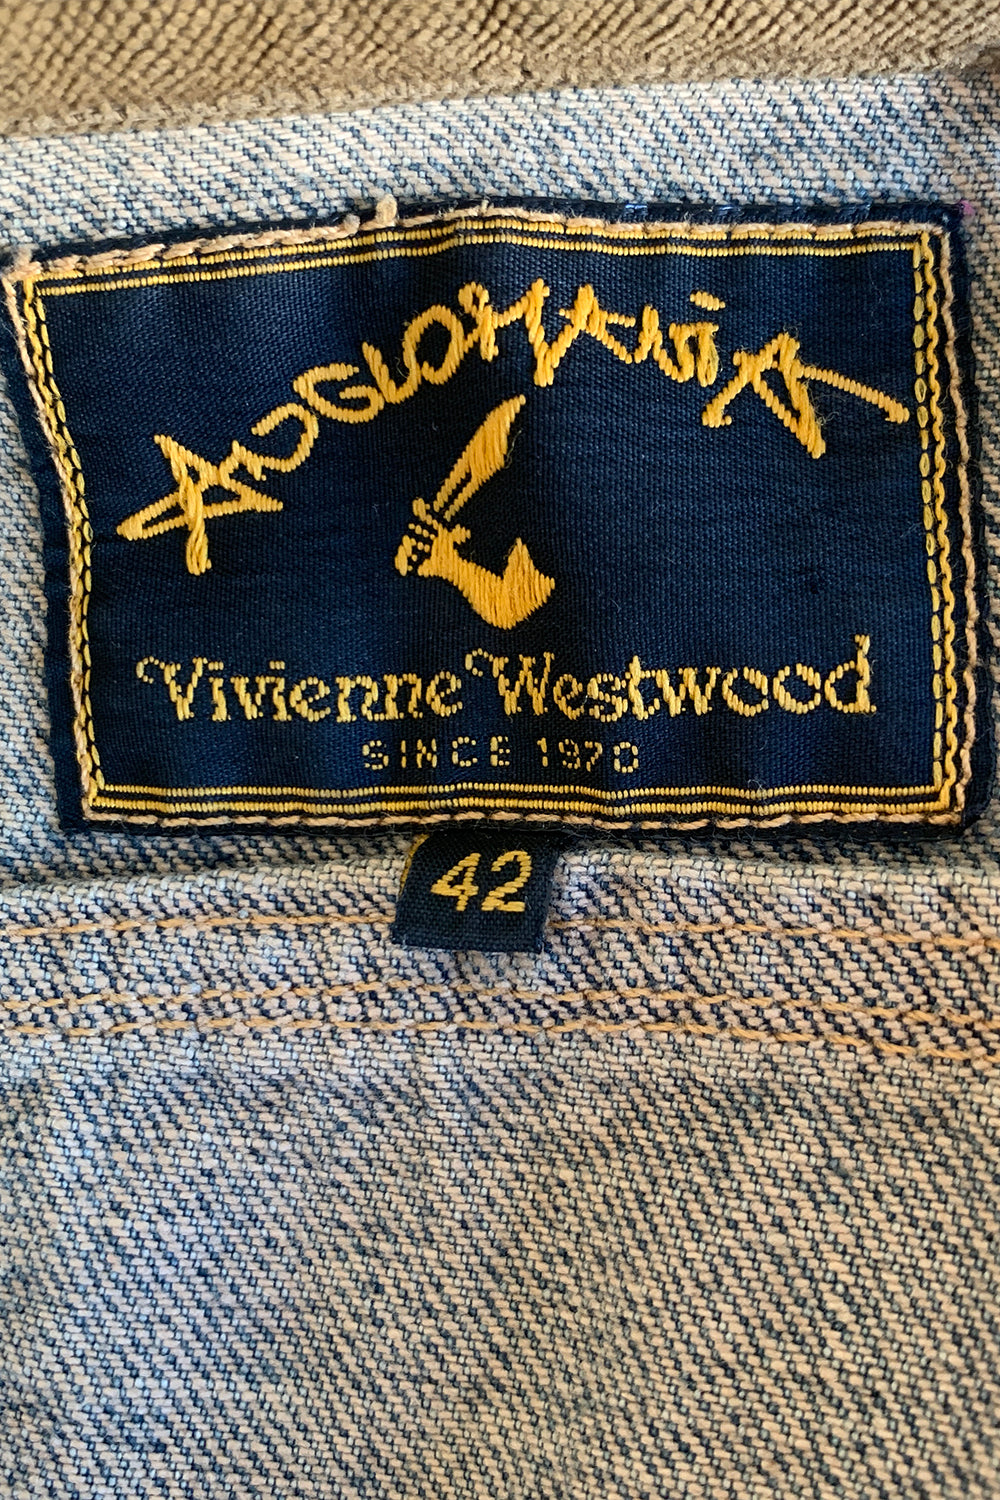 ANGLOMANiA
Vivienne Westwood
SINCE 1970
42